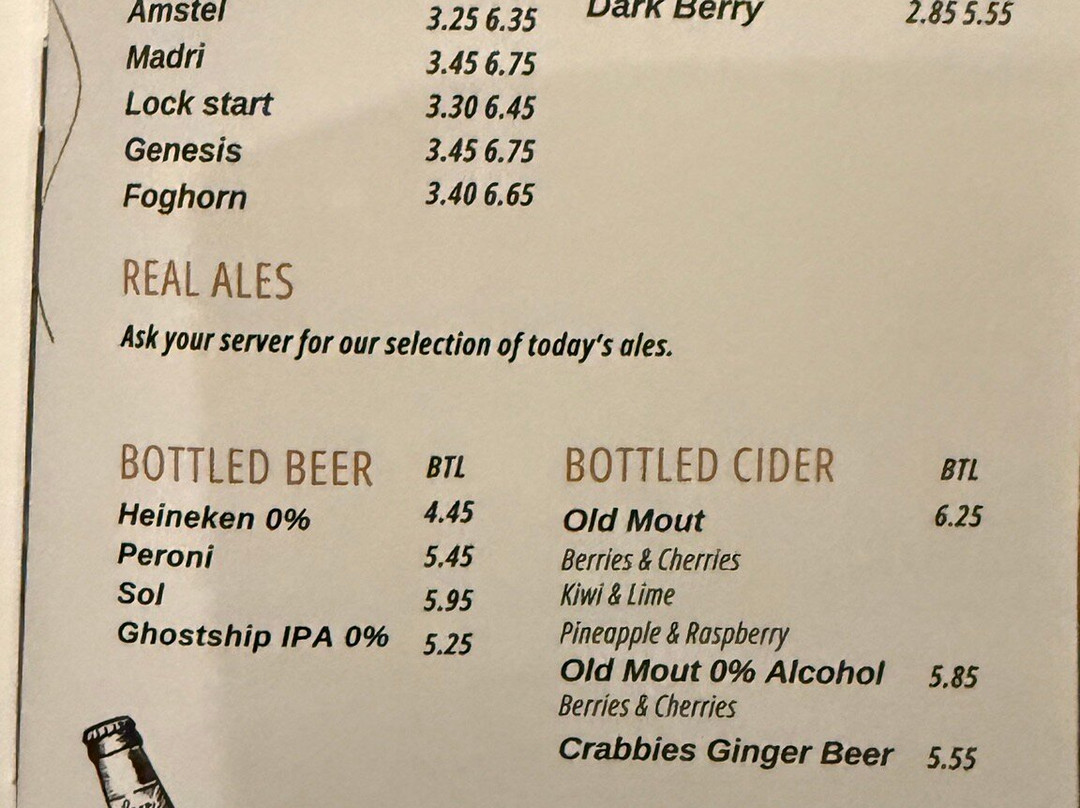 Amstel 3.25 6.35
Madri 3.45 6.75
Lock start 3.30 6.45
Genesis 3.45 6.75
Foghorn 3.40 6.65
Dark Berry 2.85 5.55
REAL ALES
Ask your server for our selection of today's ales.
BOTTLED BEER BTL
Heineken 0% 4.45
Peroni 5.45
Sol 5.95
Ghostship IPA 0% 5.25
BOTTLED CIDER BTL
Old Mout 6.25
Berries & Cherries
Kiwi & Lime
Pineapple & Raspberry
Old Mout 0% Alcohol 5.85
Berries & Cherries
Crabbies Ginger Beer 5.55